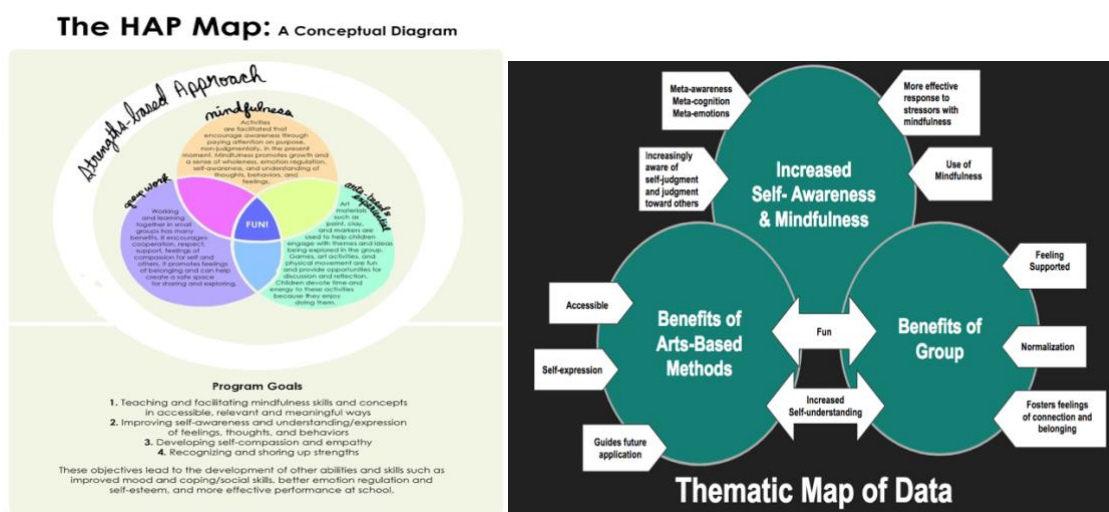 The HAP Map: A Conceptual Diagram
Strengths-based Approach
mindfulness
Activities
are facilitated that
encourage awareness through
paying attention on purpose,
non-judgmentally, in the present
moment. Mindfulness promotes growth and
a sense of wholeness, emotion regulation,
self-awareness, and understanding of
thoughts, behaviors, and
feelings.
group work
Working
and learning
together in small
groups has many
benefits. It encourages
cooperation, respect,
support, feelings of
compassion for self and
others. It promotes feelings
of belonging and can help
create a safe space
for sharing and exploring.
FUN!
arts-based
experiential
Art
materials
such as
paint, clay,
and markers are
used to help children
engage with themes and ideas
being explored in the group.
Games, art activities, and
physical movement are fun
and provide opportunities for
discussion and reflection.
Children devote time and
energy to these activities
because they enjoy
doing them.
Program Goals
1. Teaching and facilitating mindfulness skills and concepts
in accessible, relevant and meaningful ways
2. Improving self-awareness and understanding/expression
of feelings, thoughts, and behaviors
3. Developing self-compassion and empathy
4. Recognizing and shoring up strengths
These objectives lead to the development of other abilities and skills such as
improved mood and coping/social skills, better emotion regulation and
self-esteem, and more effective performance at school.
Meta-awareness
Meta-cognition
Meta-emotions
More effective
response to
stressors with
mindfulness
Increasingly
aware of
self-judgment
and judgment
toward others
Increased
Self- Awareness
& Mindfulness
Use of
Mindfulness
Accessible
Self-expression
Guides future
application
Benefits of
Arts-Based
Methods
Fun
Increased
Self-understanding
Benefits of
Group
Feeling
Supported
Normalization
Fosters feelings
of connection and
belonging
Thematic Map of Data